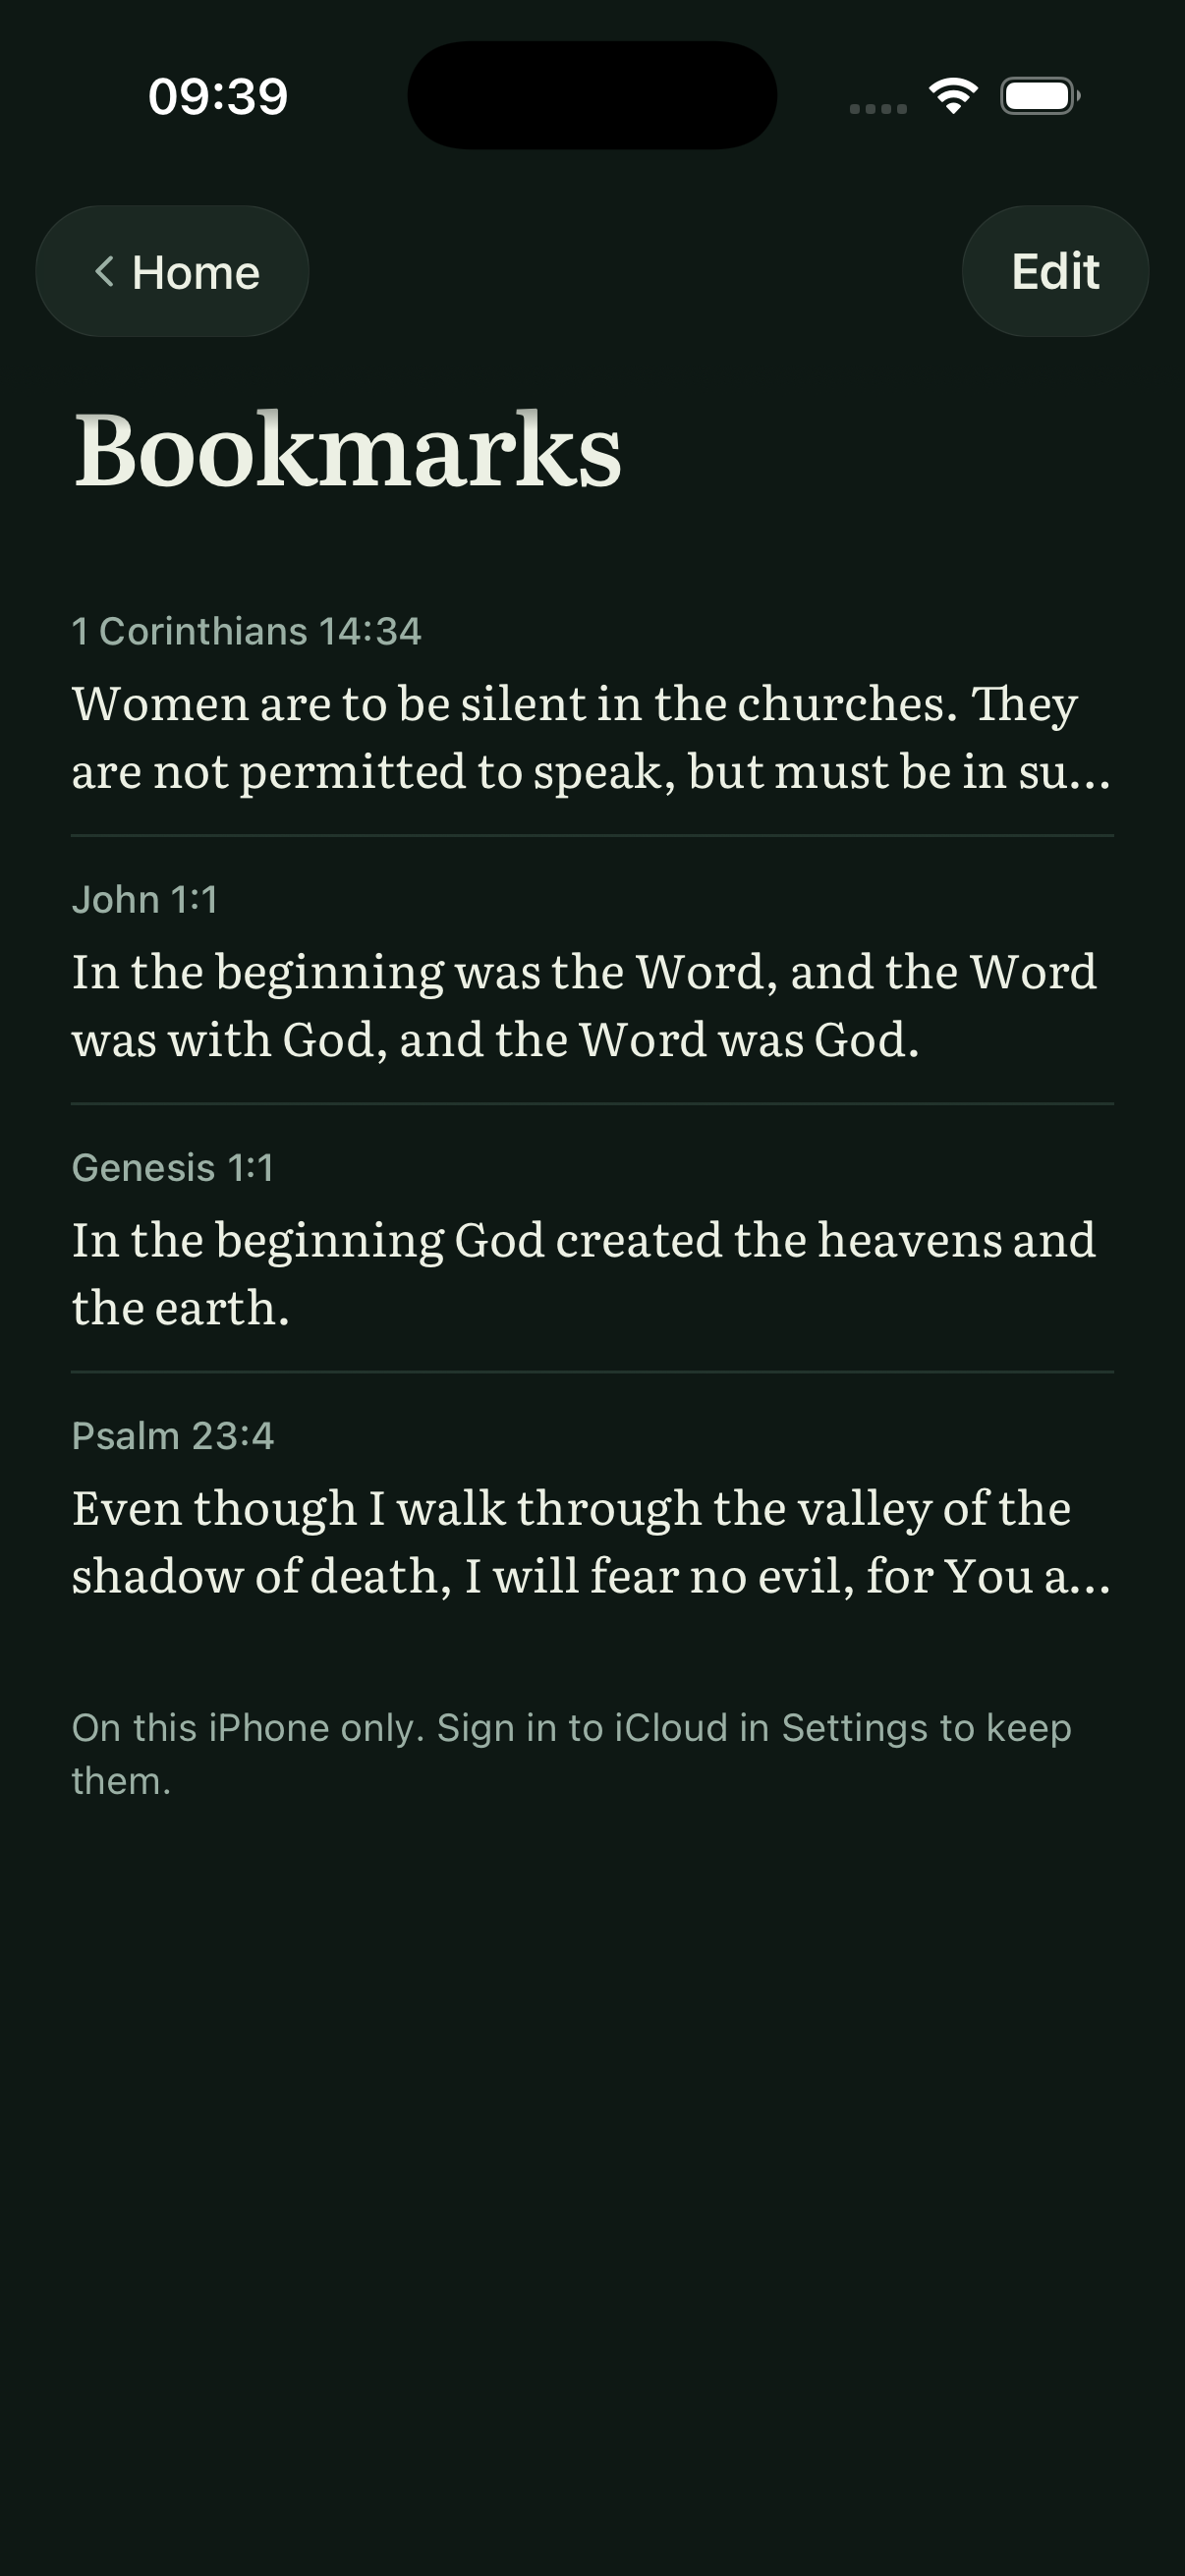 09:39
Home
Edit
Bookmarks
1 Corinthians 14:34
Women are to be silent in the churches. They
are not permitted to speak, but must be in su...
John 1:1
In the beginning was the Word, and the Word
was with God, and the Word was God.
Genesis 1:1
In the beginning God created the heavens and
the earth.
Psalm 23:4
Even though I walk through the valley of the
shadow of death, I will fear no evil, for You a...
On this iPhone only. Sign in to iCloud in Settings to keep
them.